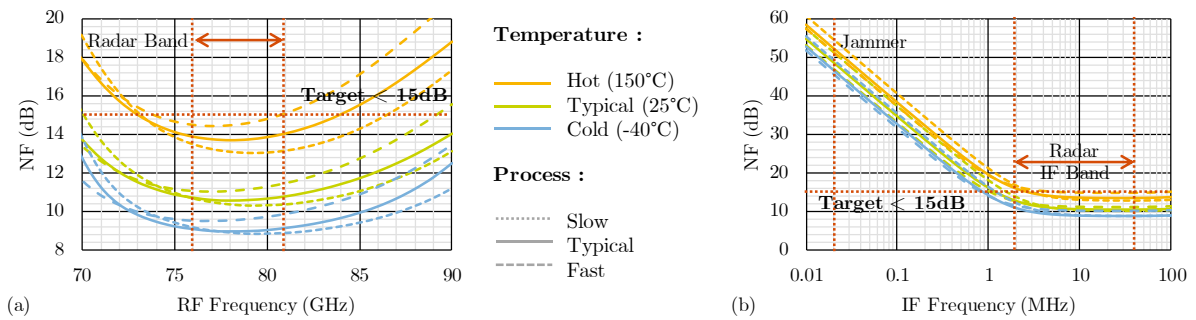 20
18
16
14
12
10
8
NF (dB)
Radar Band
Target < 15dB
70
75
80
85
90
RF Frequency (GHz)
(a)
Temperature :
Hot (150°C)
Typical (25°C)
Cold (-40°C)
Process :
Slow
Typical
Fast
60
50
40
30
20
10
0
NF (dB)
Jammer
Radar
IF Band
Target < 15dB
0.01
0.1
1
10
100
IF Frequency (MHz)
(b)